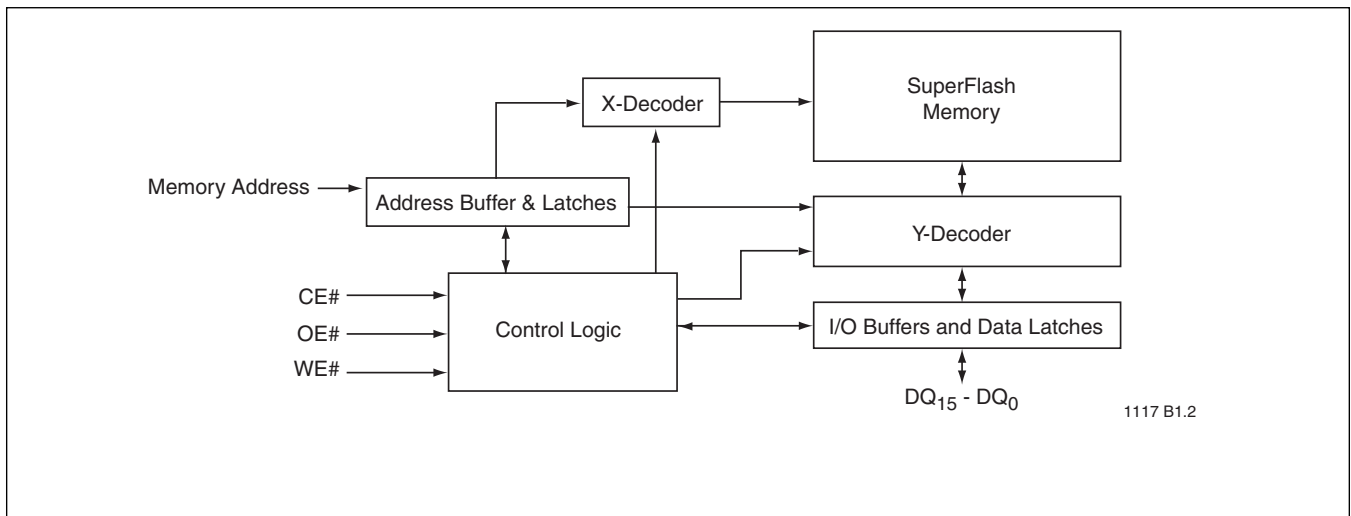 X-Decoder
SuperFlash
Memory
Memory Address
Address Buffer & Latches
Y-Decoder
CE#
OE#
WE#
Control Logic
I/O Buffers and Data Latches
DQ15 - DQ0
1117 B1.2